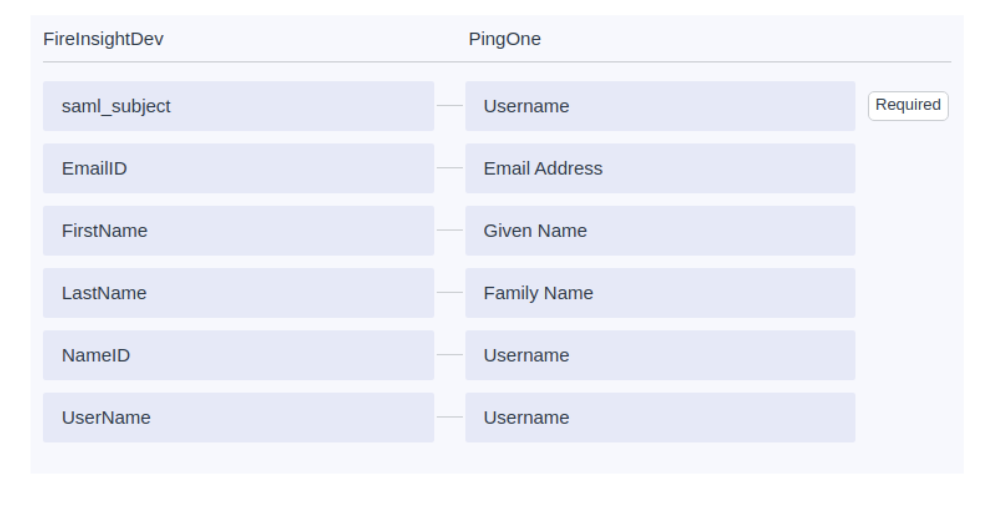 FireInsightDev PingOne
saml_subject Username Required
EmailID Email Address
FirstName Given Name
LastName Family Name
NameID Username
UserName Username